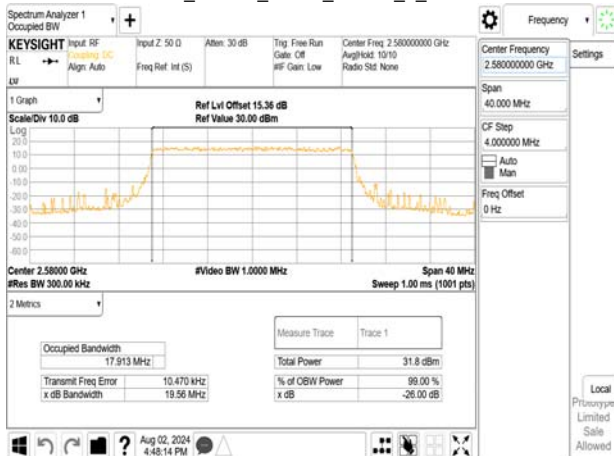 Spectrum Analyzer 1
Occupied BW
Frequency
KEYSIGHT
Input: RF
Coupling: DC
Align: Auto
Input Z: 50 Ω
Freq Ref: Int (S)
Atten: 30 dB
Trig: Free Run
Gate: Off
#IF Gain: Low
Center Freq: 2.580000000 GHz
Avg|Hold: 10/10
Radio Std: None
RL
LXI
Center Frequency
2.580000000 GHz
Settings
Span
40.000 MHz
CF Step
4.000000 MHz
Auto
Man
Freq Offset
0 Hz
1 Graph
Scale/Div 10.0 dB
Ref Lvl Offset 15.36 dB
Ref Value 30.00 dBm
Log
20.0
10.0
0.00
-10.0
-20.0
-30.0
-40.0
-50.0
-60.0
Center 2.58000 GHz
#Video BW 1.0000 MHz
Span 40 MHz
#Res BW 300.00 kHz
Sweep 1.00 ms (1001 pts)
2 Metrics
Measure Trace
Trace 1
Occupied Bandwidth
17.913 MHz
Total Power
31.8 dBm
Transmit Freq Error
10.470 kHz
% of OBW Power
99.00 %
x dB Bandwidth
19.56 MHz
x dB
-26.00 dB
Local
Prototype
Limited
Sale
Allowed
Aug 02, 2024
4:48:14 PM